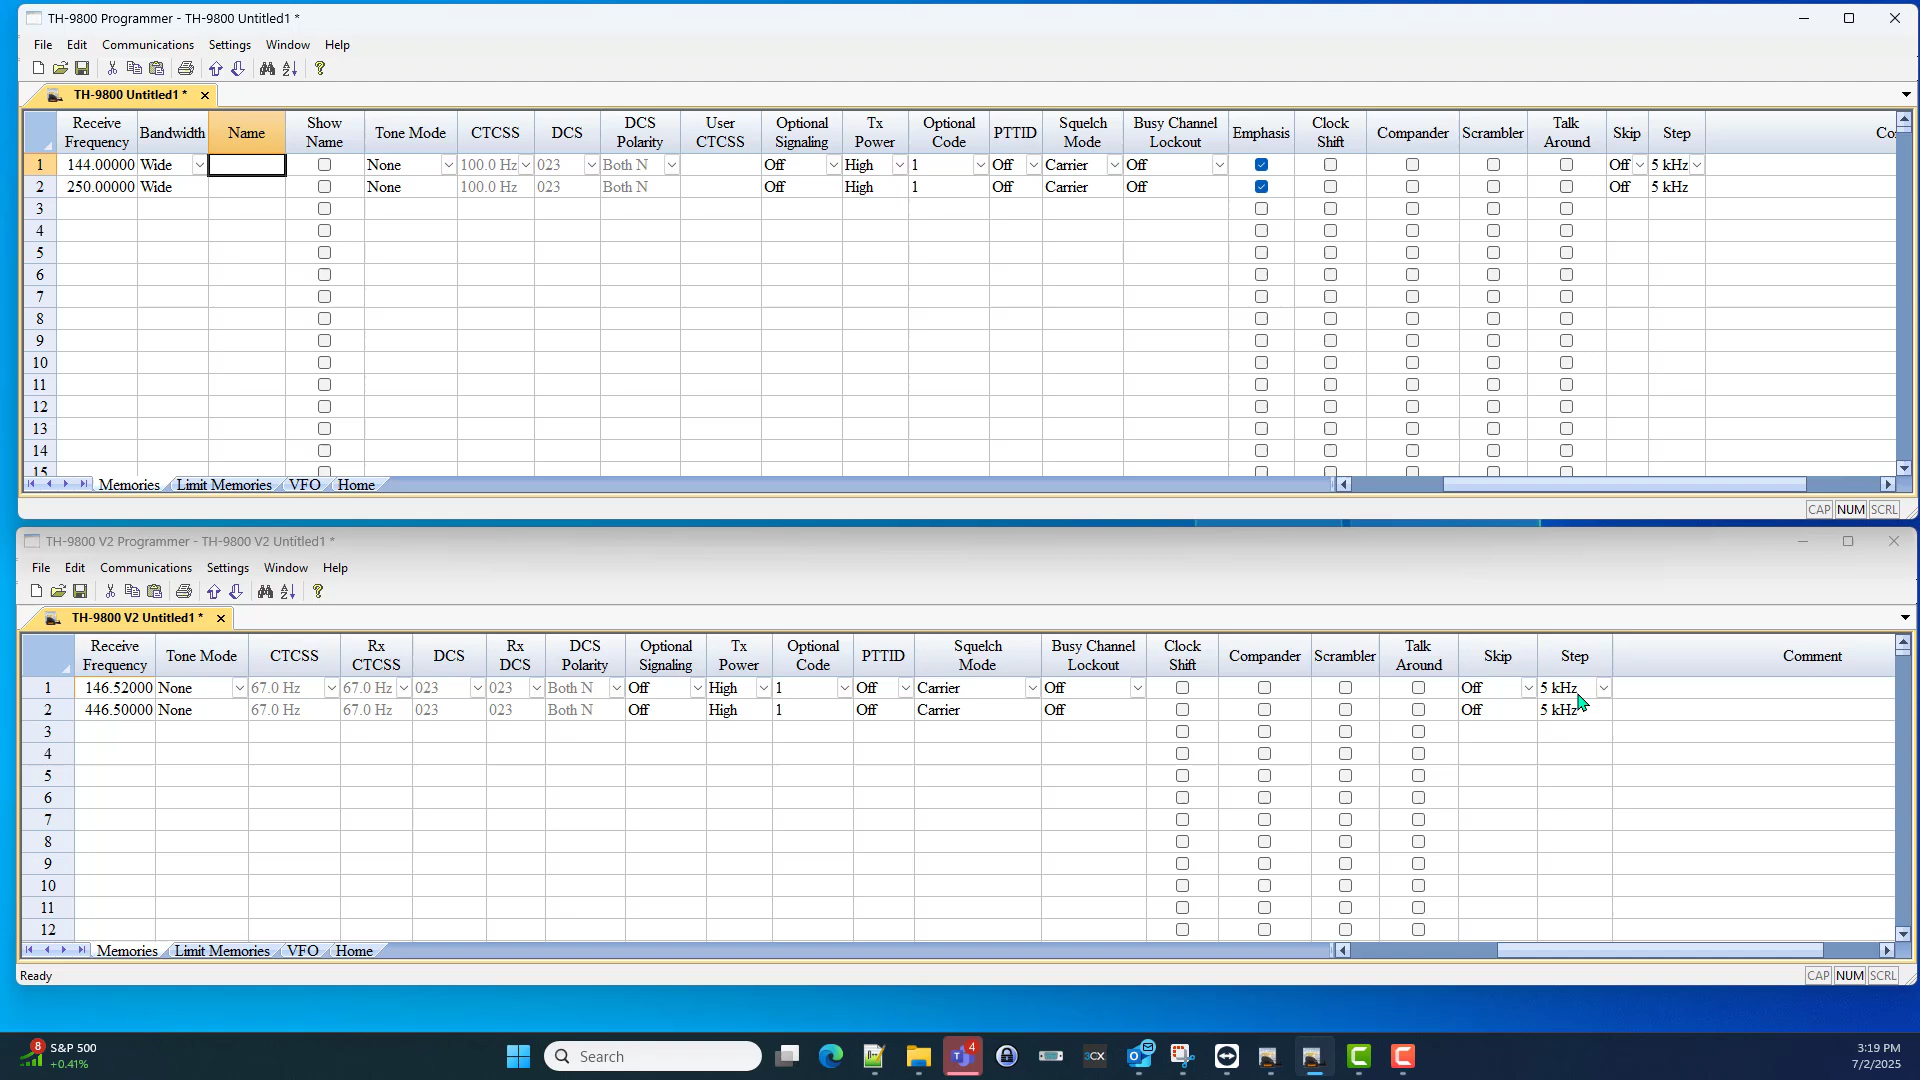 TH-9800 Programmer - TH-9800 Untitled1 *
File Edit Communications Settings Window Help
TH-9800 Untitled1 *
Receive Frequency Bandwidth Name Show Name Tone Mode CTCSS DCS DCS Polarity User CTCSS Optional Signaling Tx Power Optional Code PTTID Squelch Mode Busy Channel Lockout Emphasis Clock Shift Compander Scrambler Talk Around Skip Step Co
1 144.00000 Wide None 100.0 Hz 023 Both N Off High 1 Off Carrier Off Off 5 kHz
2 250.00000 Wide None 100.0 Hz 023 Both N Off High 1 Off Carrier Off Off 5 kHz
3
4
5
6
7
8
9
10
11
12
13
14
15
Memories Limit Memories VFO Home
CAP NUM SCRL
TH-9800 V2 Programmer - TH-9800 V2 Untitled1 *
File Edit Communications Settings Window Help
TH-9800 V2 Untitled1 *
Receive Frequency Tone Mode CTCSS Rx CTCSS DCS Rx DCS DCS Polarity Optional Signaling Tx Power Optional Code PTTID Squelch Mode Busy Channel Lockout Clock Shift Compander Scrambler Talk Around Skip Step Comment
1 146.52000 None 67.0 Hz 67.0 Hz 023 023 Both N Off High 1 Off Carrier Off Off 5 kHz
2 446.50000 None 67.0 Hz 67.0 Hz 023 023 Both N Off High 1 Off Carrier Off Off 5 kHz
3
4
5
6
7
8
9
10
11
12
Memories Limit Memories VFO Home
Ready CAP NUM SCRL
8 S&P 500
+0.41%
Search
4
3CX
3:19 PM
7/2/2025